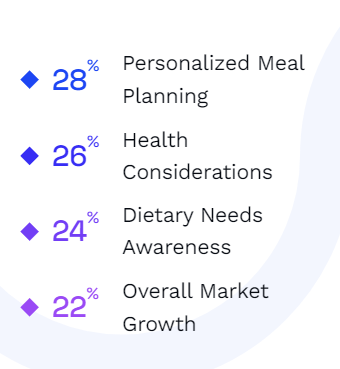 28% Personalized Meal
Planning
26% Health
Considerations
24% Dietary Needs
Awareness
22% Overall Market
Growth